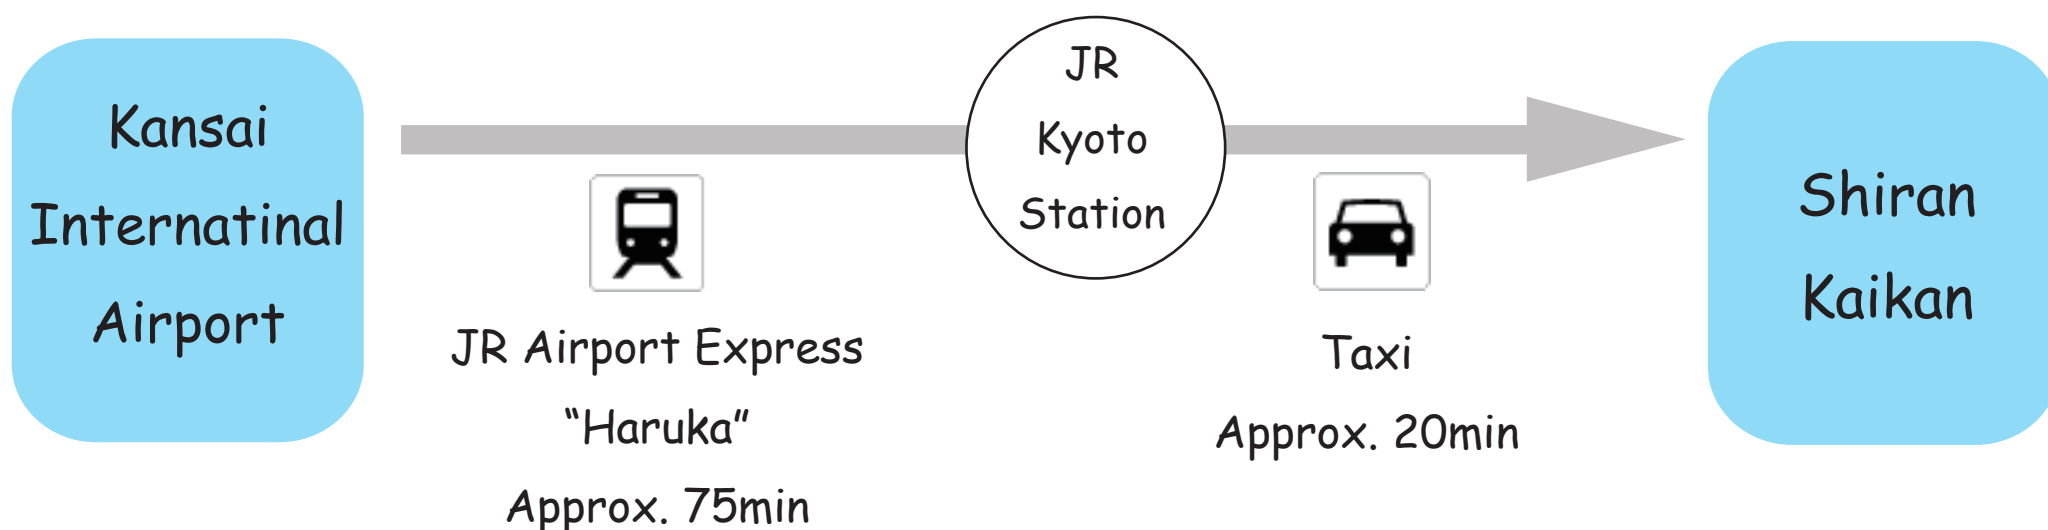 Kansai
Internatinal
Airport
JR Airport Express
“Haruka”
Approx. 75min
JR
Kyoto
Station
Taxi
Approx. 20min
Shiran
Kaikan